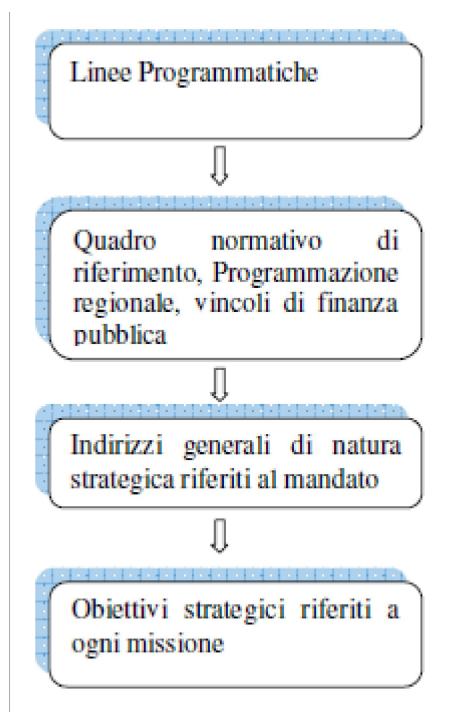 Linee Programmatiche
Quadro normativo di
riferimento, Programmazione
regionale, vincoli di finanza
pubblica
Indirizzi generali di natura
strategica riferiti al mandato
Obiettivi strategici riferiti a
ogni missione